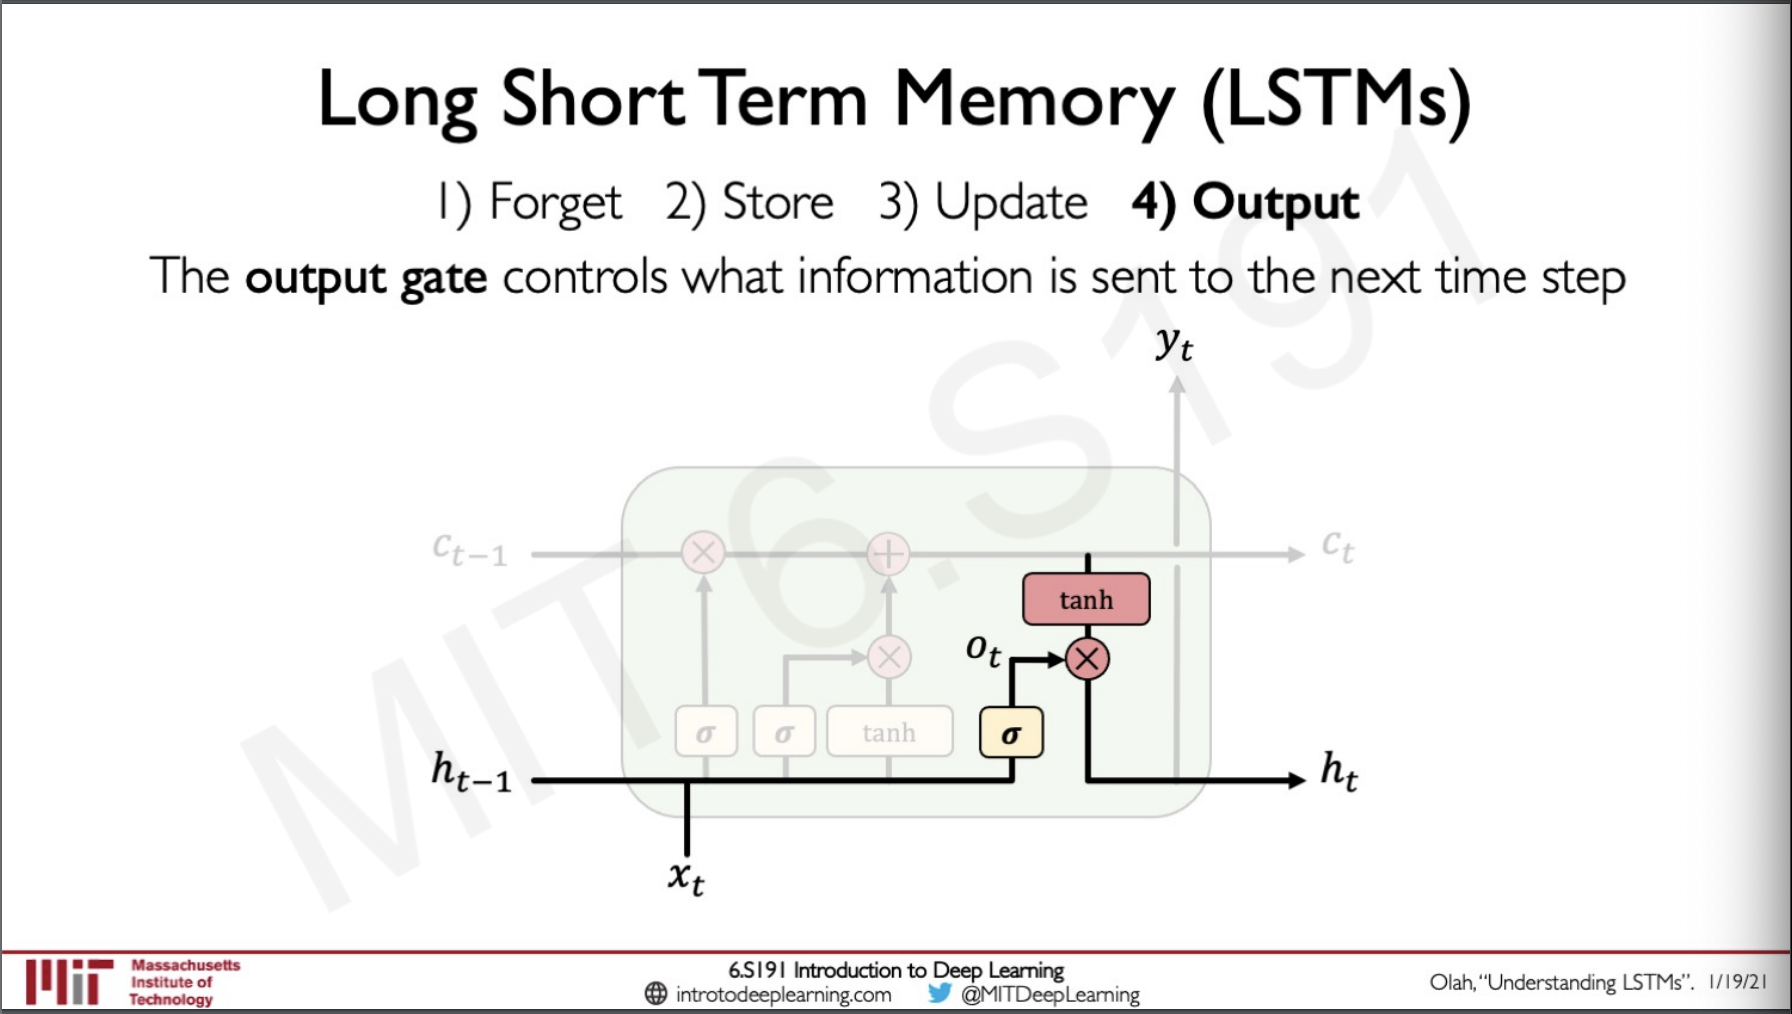 Long Short Term Memory (LSTMs)
1) Forget 2) Store 3) Update 4) Output
The output gate controls what information is sent to the next time step
y_t
c_{t-1}
c_t
tanh
o_t
σ σ tanh σ
h_{t-1}
h_t
x_t
MIT 6.S191
Massachusetts
Institute of
Technology
6.S191 Introduction to Deep Learning
introtodeeplearning.com @MITDeepLearning
Olah, “Understanding LSTMs”. 1/19/21